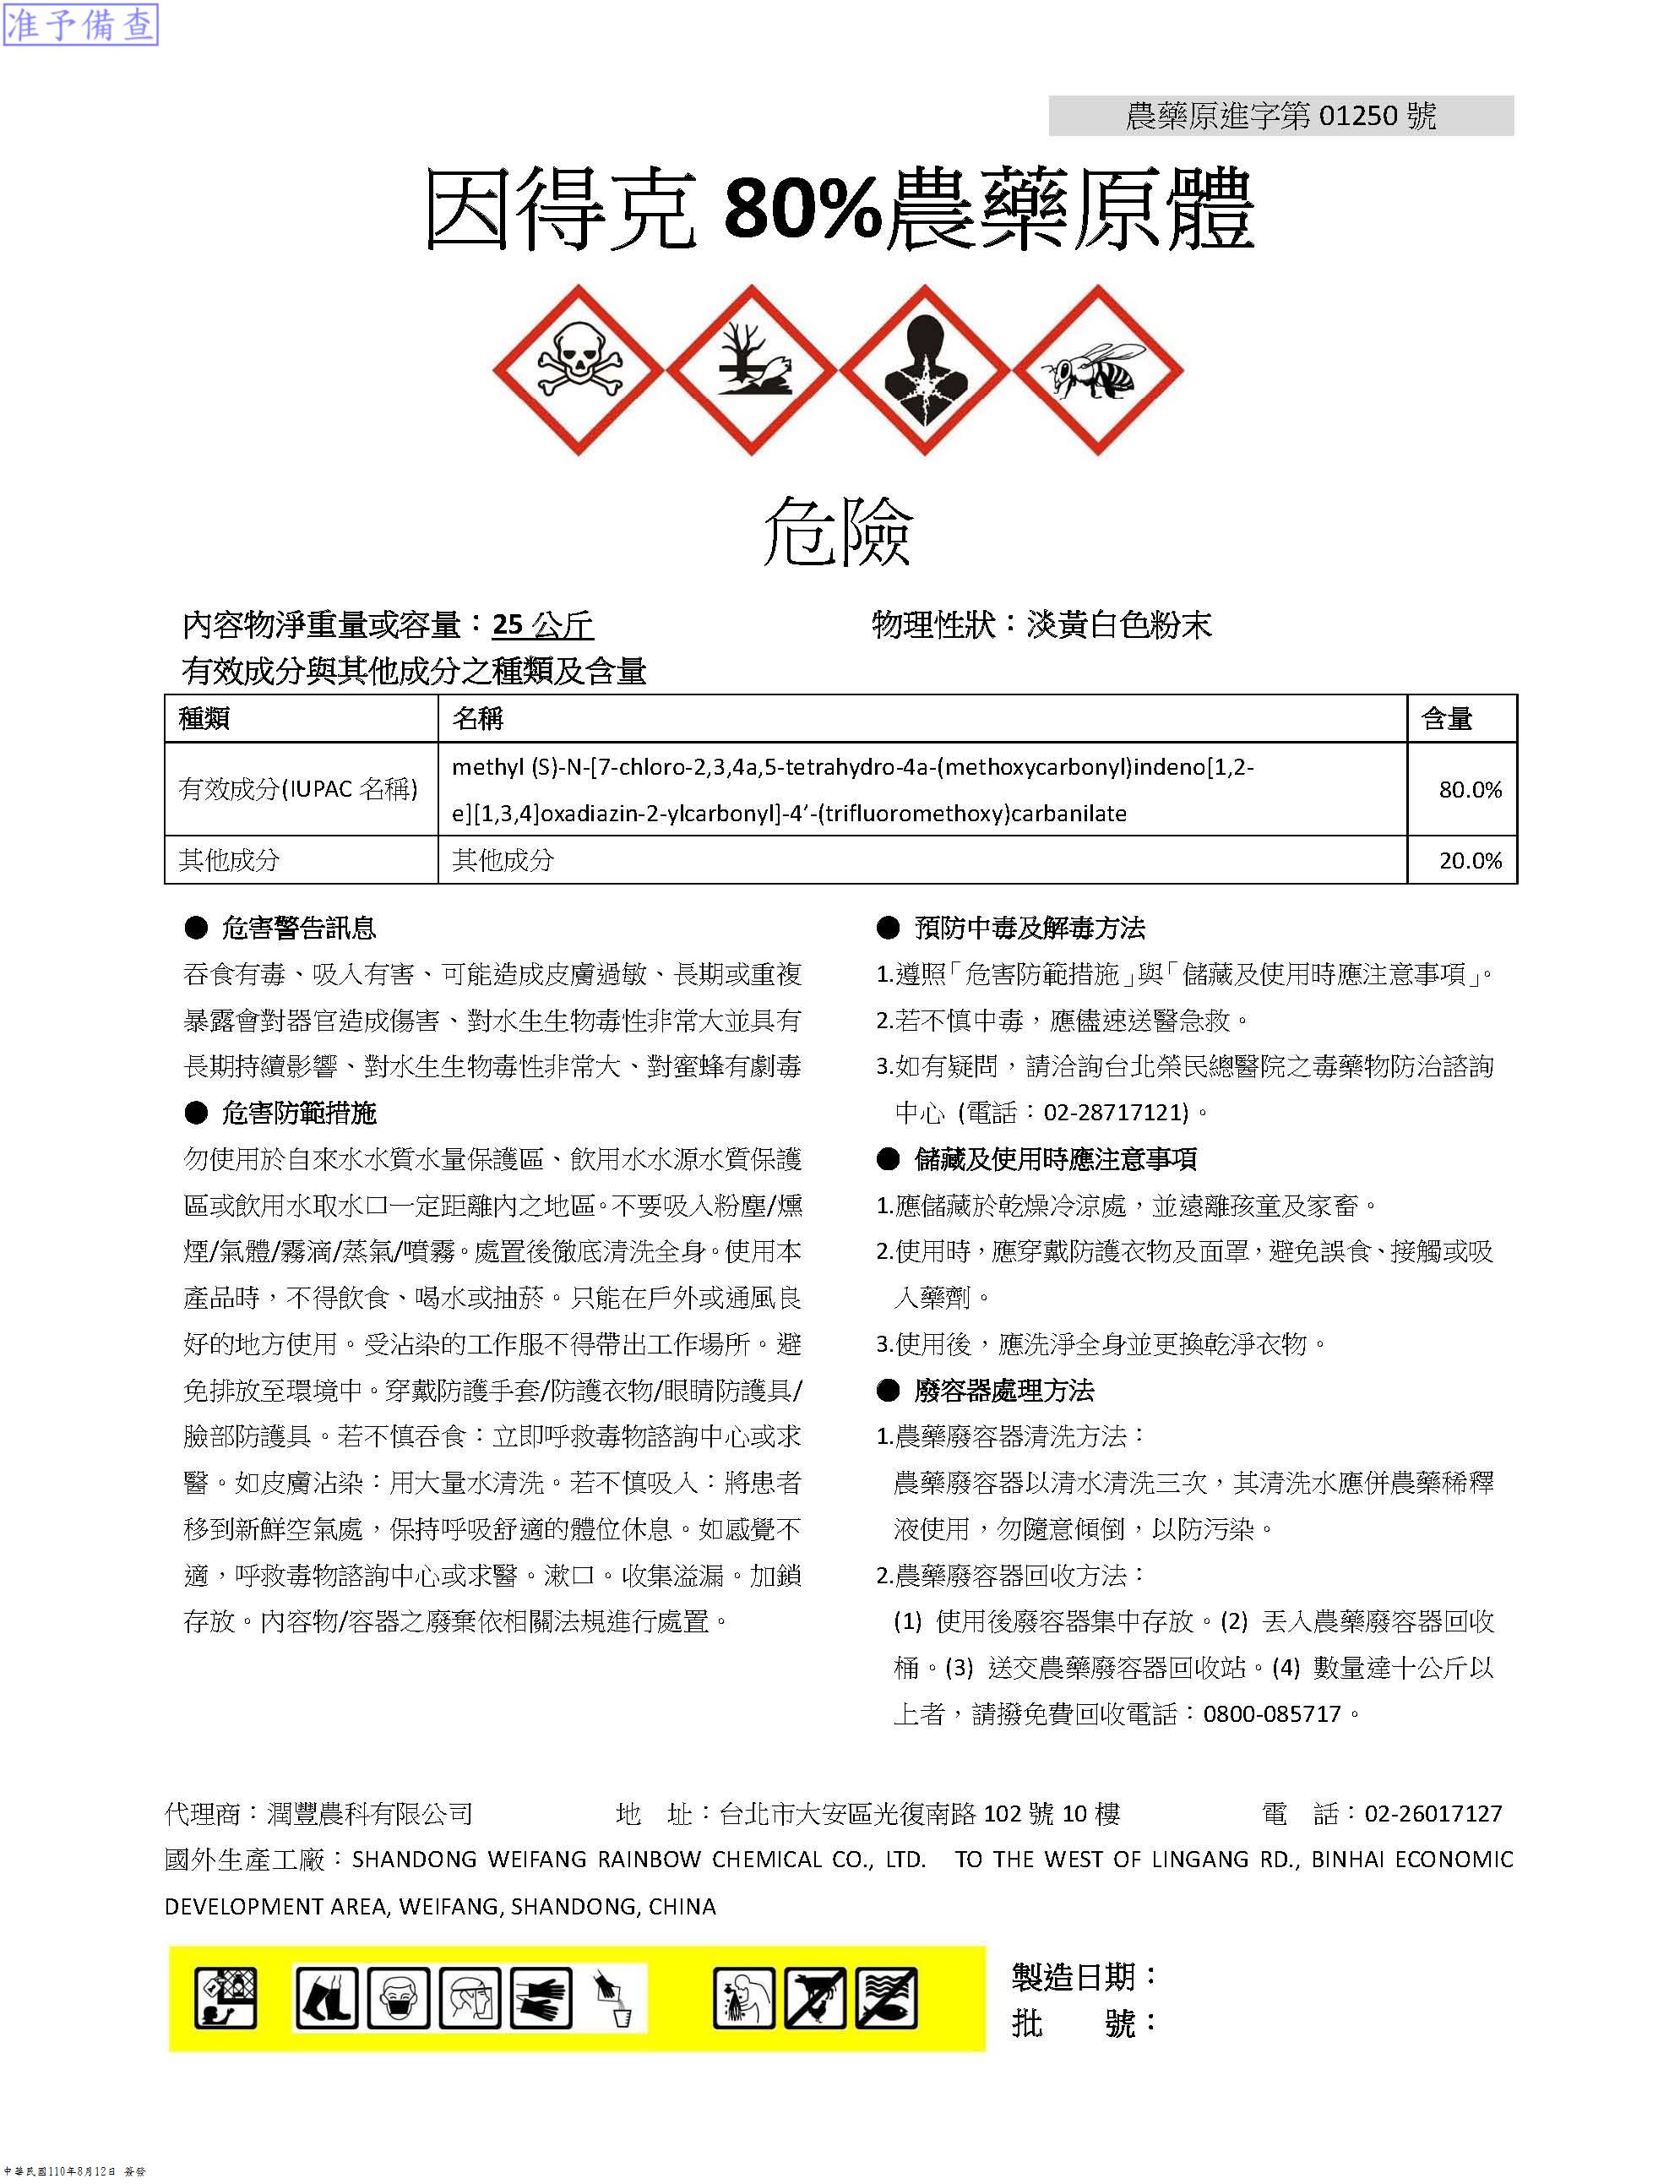 准予備查
農藥原進字第 01250 號
因得克 80%農藥原體
危險
內容物淨重量或容量：25 公斤
物理性狀：淡黃白色粉末
有效成分與其他成分之種類及含量
種類 名稱 含量
有效成分(IUPAC 名稱) methyl (S)-N-[7-chloro-2,3,4a,5-tetrahydro-4a-(methoxycarbonyl)indeno[1,2-
e][1,3,4]oxadiazin-2-ylcarbonyl]-4’-(trifluoromethoxy)carbanilate 80.0%
其他成分 其他成分 20.0%
● 危害警告訊息
吞食有毒、吸入有害、可能造成皮膚過敏、長期或重複
暴露會對器官造成傷害、對水生生物毒性非常大並具有
長期持續影響、對水生生物毒性非常大、對蜜蜂有劇毒
● 危害防範措施
勿使用於自來水水質水量保護區、飲用水水源水質保護
區或飲用水取水口一定距離內之地區。不要吸入粉塵/燻
煙/氣體/霧滴/蒸氣/噴霧。處置後徹底清洗全身。使用本
產品時，不得飲食、喝水或抽菸。只能在戶外或通風良
好的地方使用。受沾染的工作服不得帶出工作場所。避
免排放至環境中。穿戴防護手套/防護衣物/眼睛防護具/
臉部防護具。若不慎吞食：立即呼救毒物諮詢中心或求
醫。如皮膚沾染：用大量水清洗。若不慎吸入：將患者
移到新鮮空氣處，保持呼吸舒適的體位休息。如感覺不
適，呼救毒物諮詢中心或求醫。漱口。收集溢漏。加鎖
存放。內容物/容器之廢棄依相關法規進行處置。
● 預防中毒及解毒方法
1.遵照「危害防範措施」與「儲藏及使用時應注意事項」。
2.若不慎中毒，應儘速送醫急救。
3.如有疑問，請洽詢台北榮民總醫院之毒藥物防治諮詢
中心 (電話：02-28717121)。
● 儲藏及使用時應注意事項
1.應儲藏於乾燥冷涼處，並遠離孩童及家畜。
2.使用時，應穿戴防護衣物及面罩，避免誤食、接觸或吸
入藥劑。
3.使用後，應洗淨全身並更換乾淨衣物。
● 廢容器處理方法
1.農藥廢容器清洗方法：
農藥廢容器以清水清洗三次，其清洗水應併農藥稀釋
液使用，勿隨意傾倒，以防污染。
2.農藥廢容器回收方法：
(1) 使用後廢容器集中存放。(2) 丟入農藥廢容器回收
桶。(3) 送交農藥廢容器回收站。(4) 數量達十公斤以
上者，請撥免費回收電話：0800-085717。
代理商：潤豐農科有限公司 地　址：台北市大安區光復南路 102 號 10 樓 電　話：02-26017127
國外生產工廠：SHANDONG WEIFANG RAINBOW CHEMICAL CO., LTD. TO THE WEST OF LINGANG RD., BINHAI ECONOMIC
DEVELOPMENT AREA, WEIFANG, SHANDONG, CHINA
製造日期：
批　　號：
中華民國110年8月12日 簽發